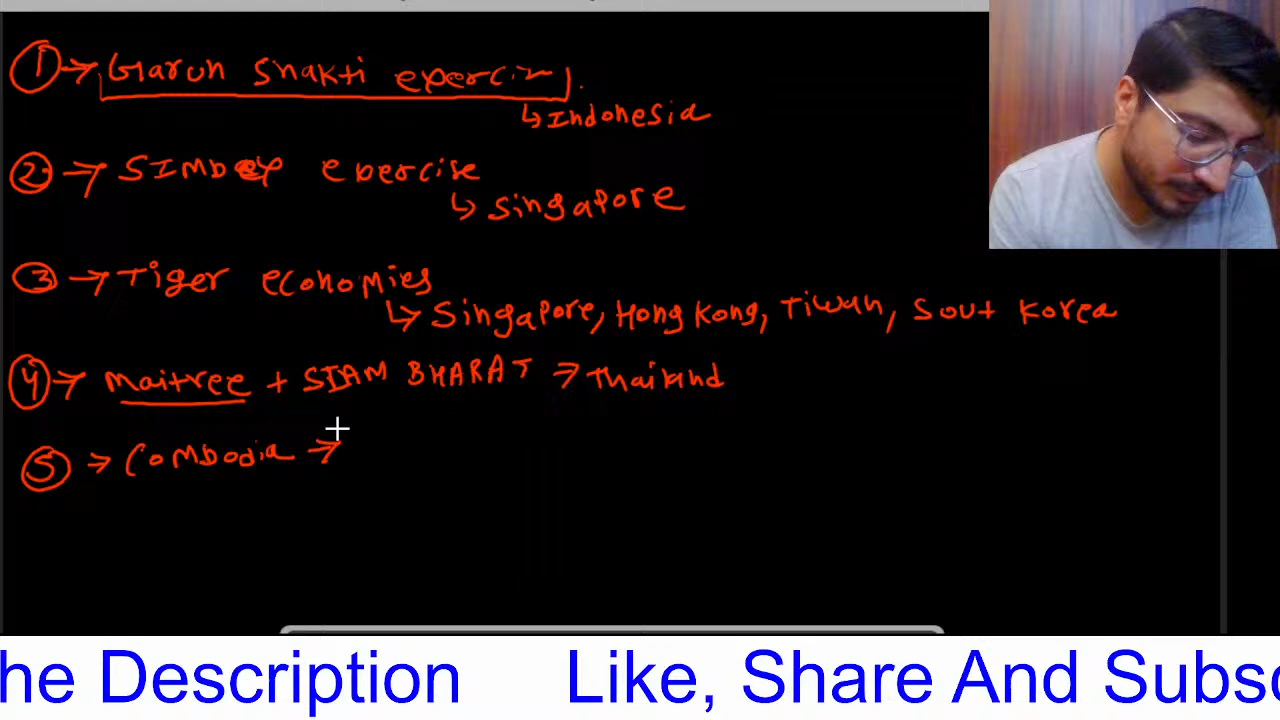 1 → Garun Shakti exercise.
↳ Indonesia
2 → SIMBEX exercise
↳ Singapore
3 → Tiger economies
↳ Singapore, Hong Kong, Tiwan, Sout Korea
4 → Maitree + SIAM BHARAT → Thailand
5 → Combodia →
he Description Like, Share And Subsc